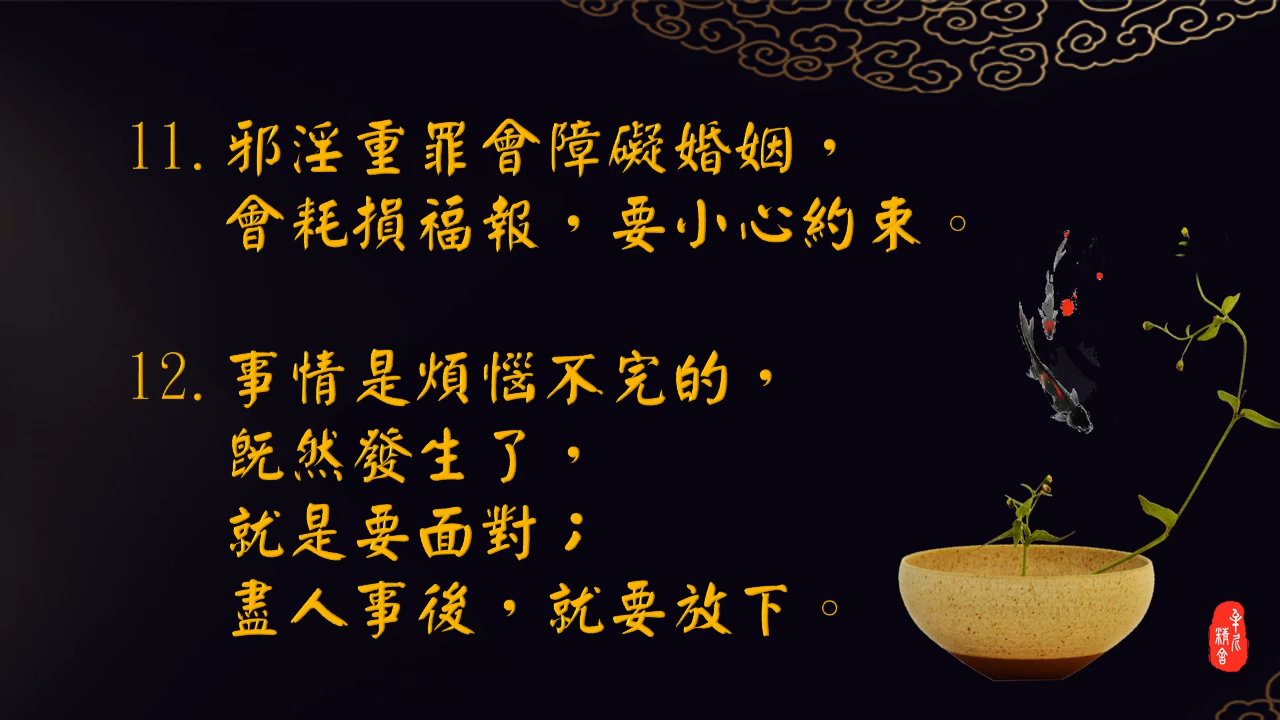 11. 邪淫重罪會障礙婚姻，
會耗損福報，要小心約束。
12. 事情是煩惱不完的，
既然發生了，
就是要面對；
盡人事後，就要放下。
精舍